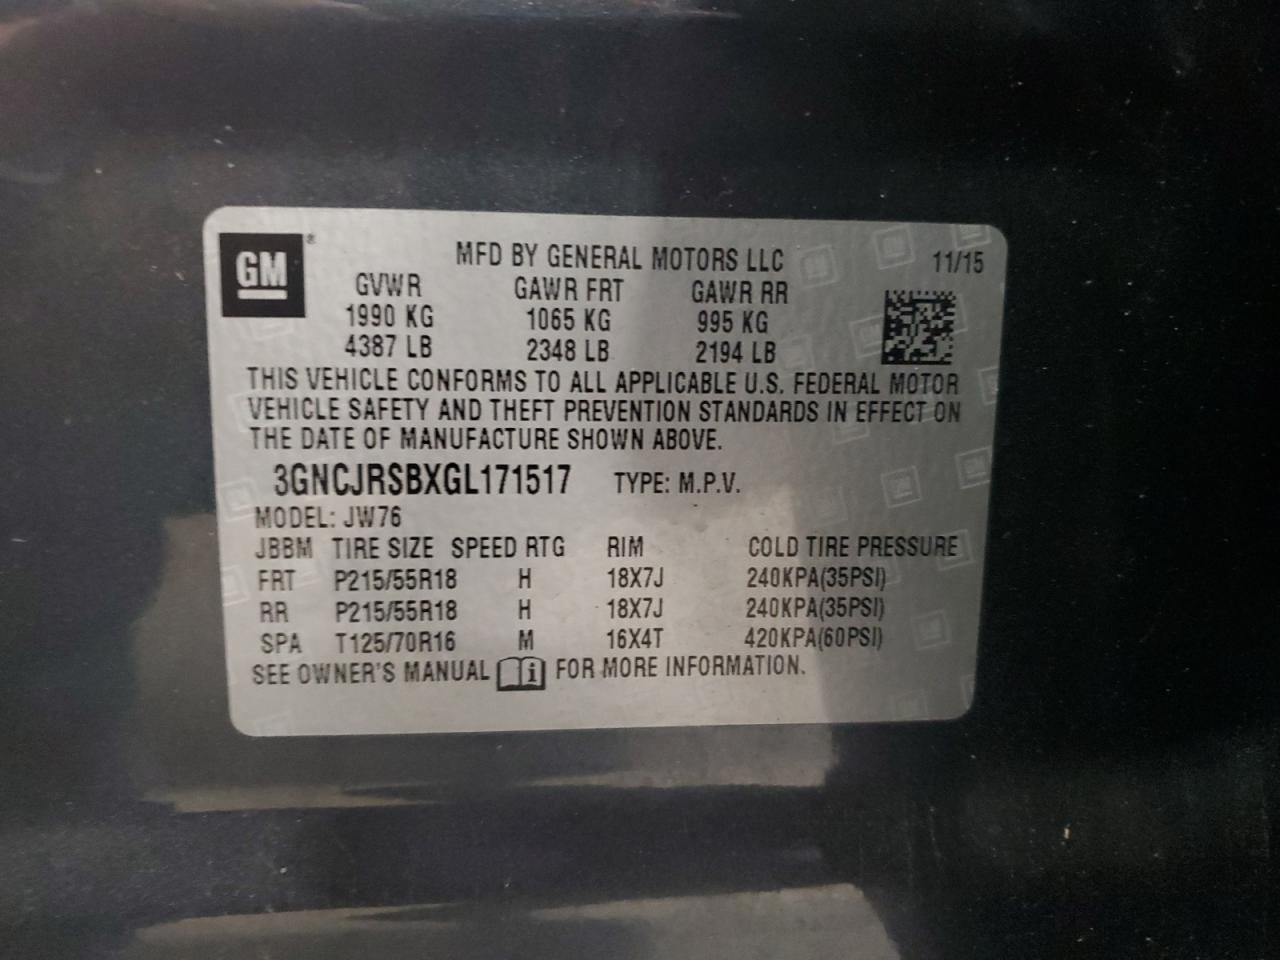 GM ®
MFD BY GENERAL MOTORS LLC 11/15
GVWR GAWR FRT GAWR RR
1990 KG 1065 KG 995 KG
4387 LB 2348 LB 2194 LB
THIS VEHICLE CONFORMS TO ALL APPLICABLE U.S. FEDERAL MOTOR
VEHICLE SAFETY AND THEFT PREVENTION STANDARDS IN EFFECT ON
THE DATE OF MANUFACTURE SHOWN ABOVE.
3GNCJRSBXGL171517 TYPE: M.P.V.
MODEL: JW76
JBBM TIRE SIZE SPEED RTG RIM COLD TIRE PRESSURE
FRT P215/55R18 H 18X7J 240KPA(35PSI)
RR P215/55R18 H 18X7J 240KPA(35PSI)
SPA T125/70R16 M 16X4T 420KPA(60PSI)
SEE OWNER'S MANUAL i FOR MORE INFORMATION.